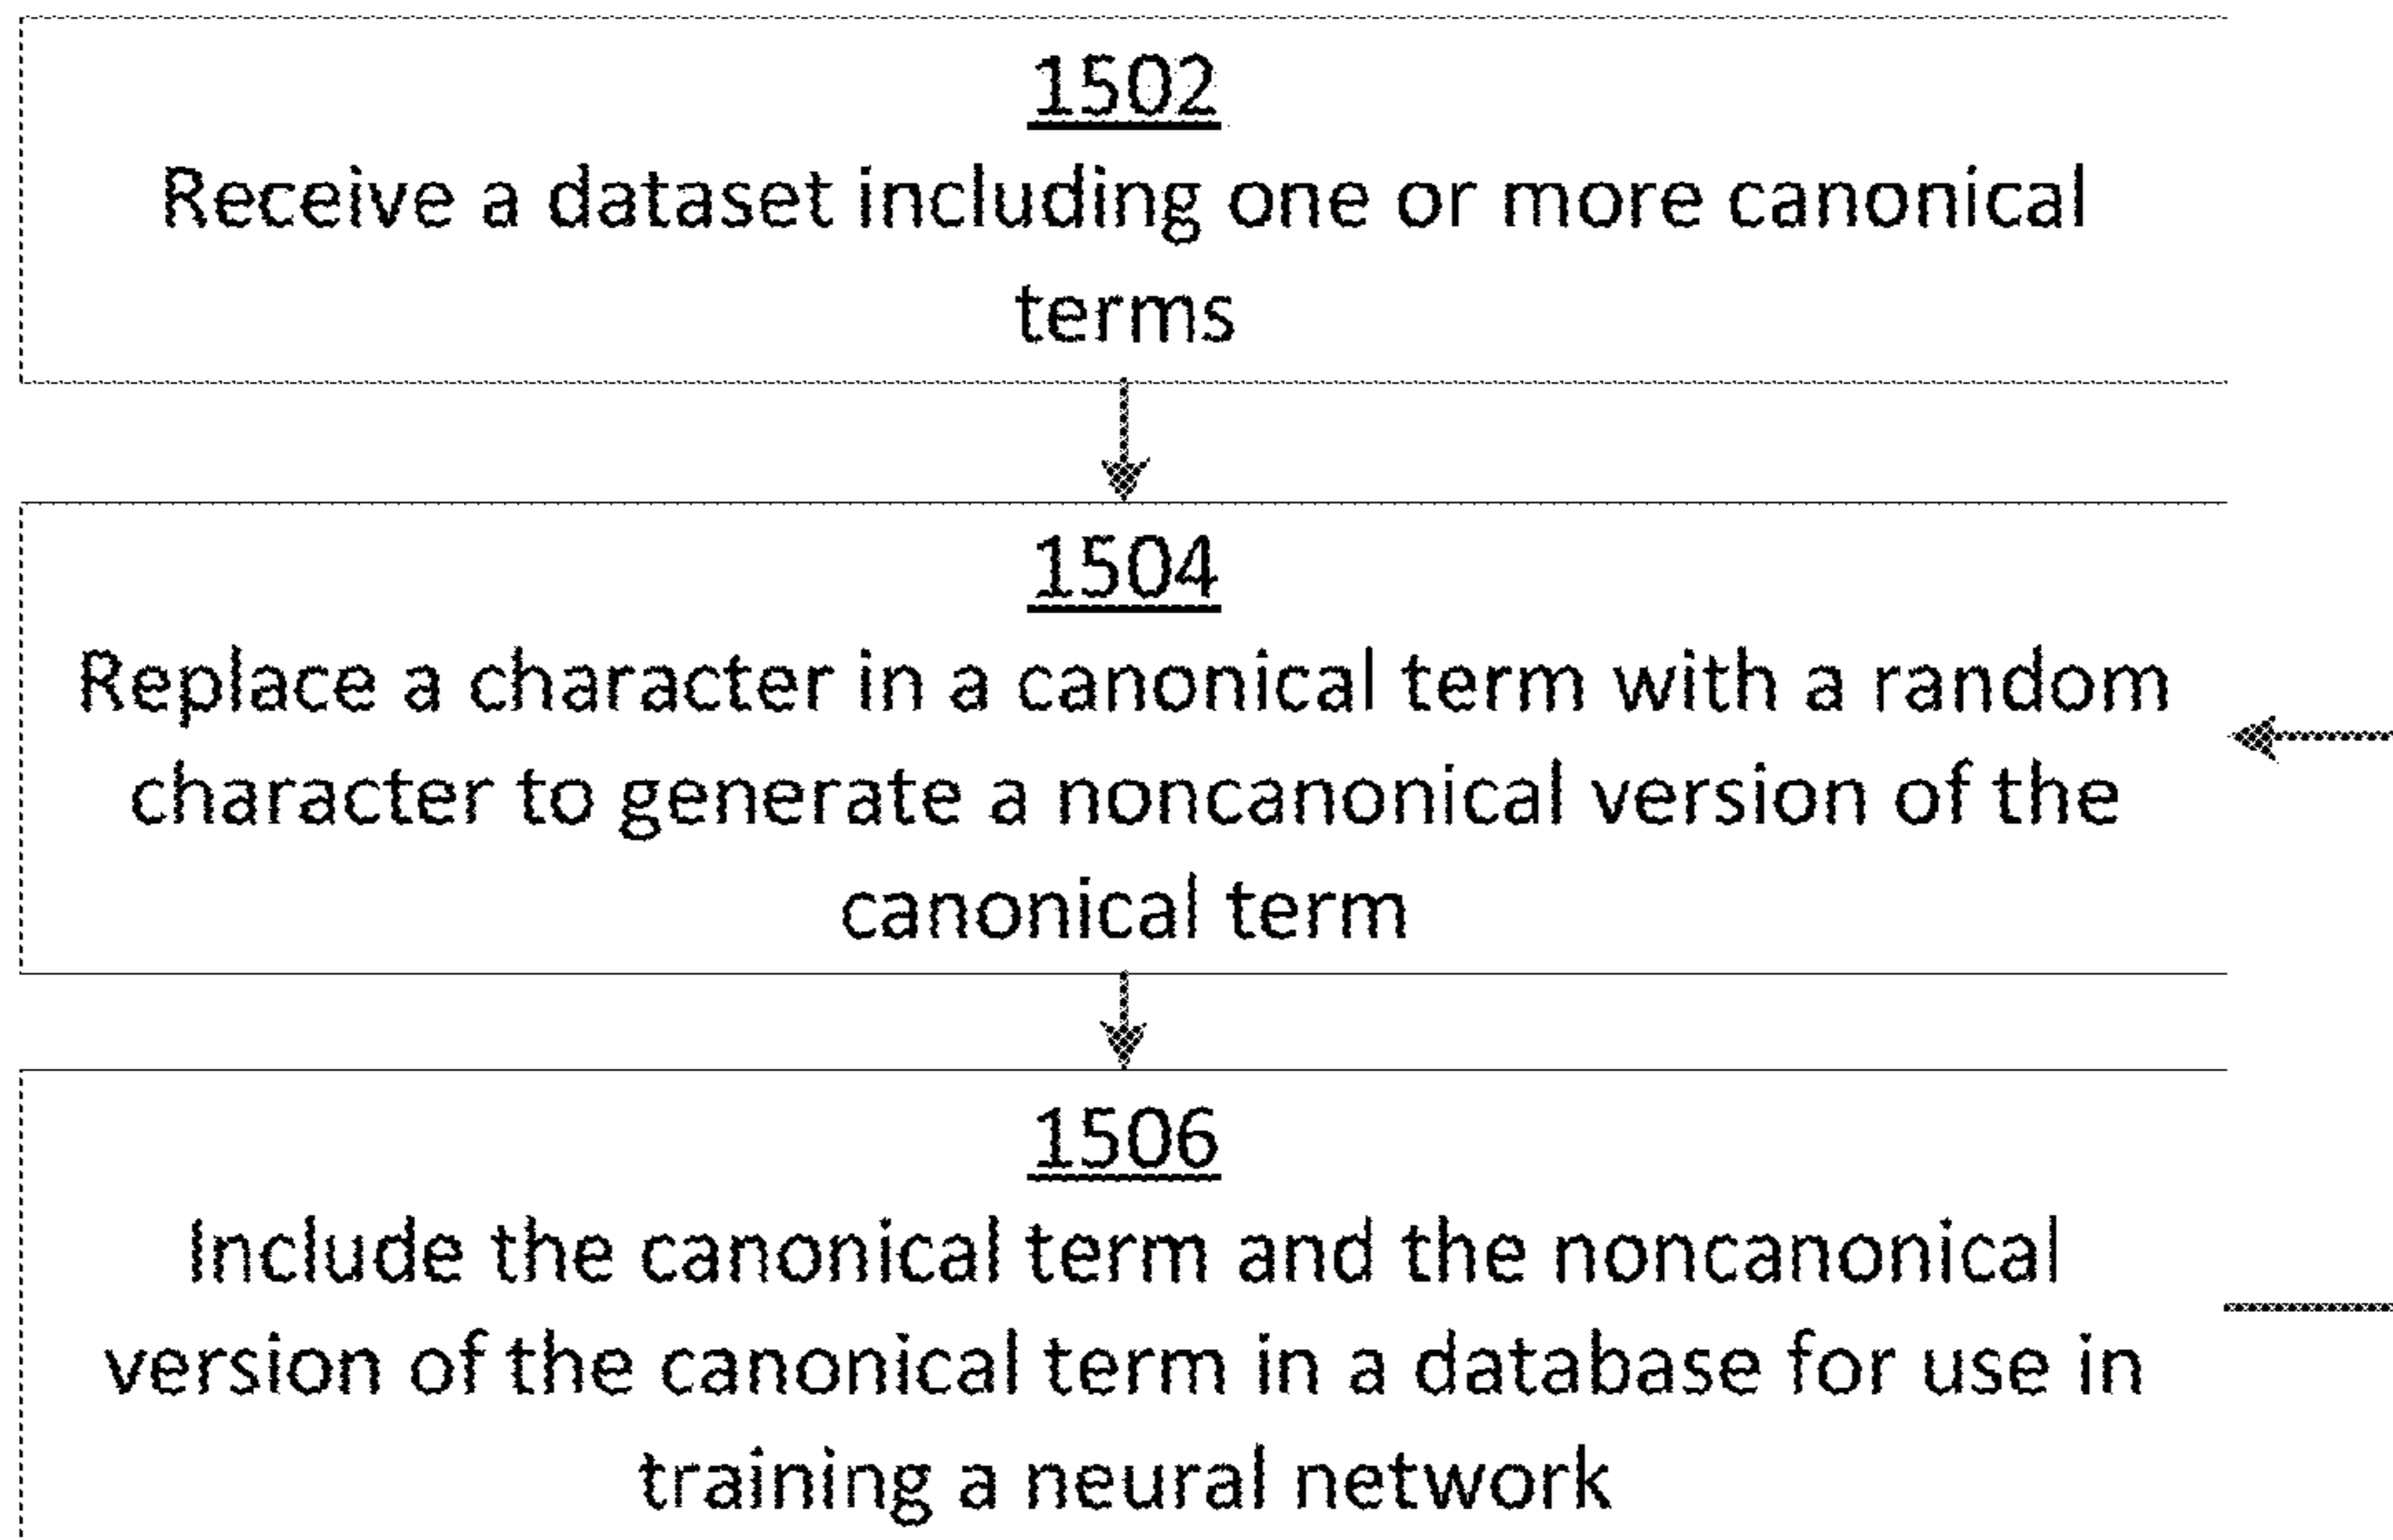 1502
Receive a dataset including one or more canonical
terms
1504
Replace a character in a canonical term with a random
character to generate a noncanonical version of the
canonical term
1506
Include the canonical term and the noncanonical
version of the canonical term in a database for use in
training a neural network